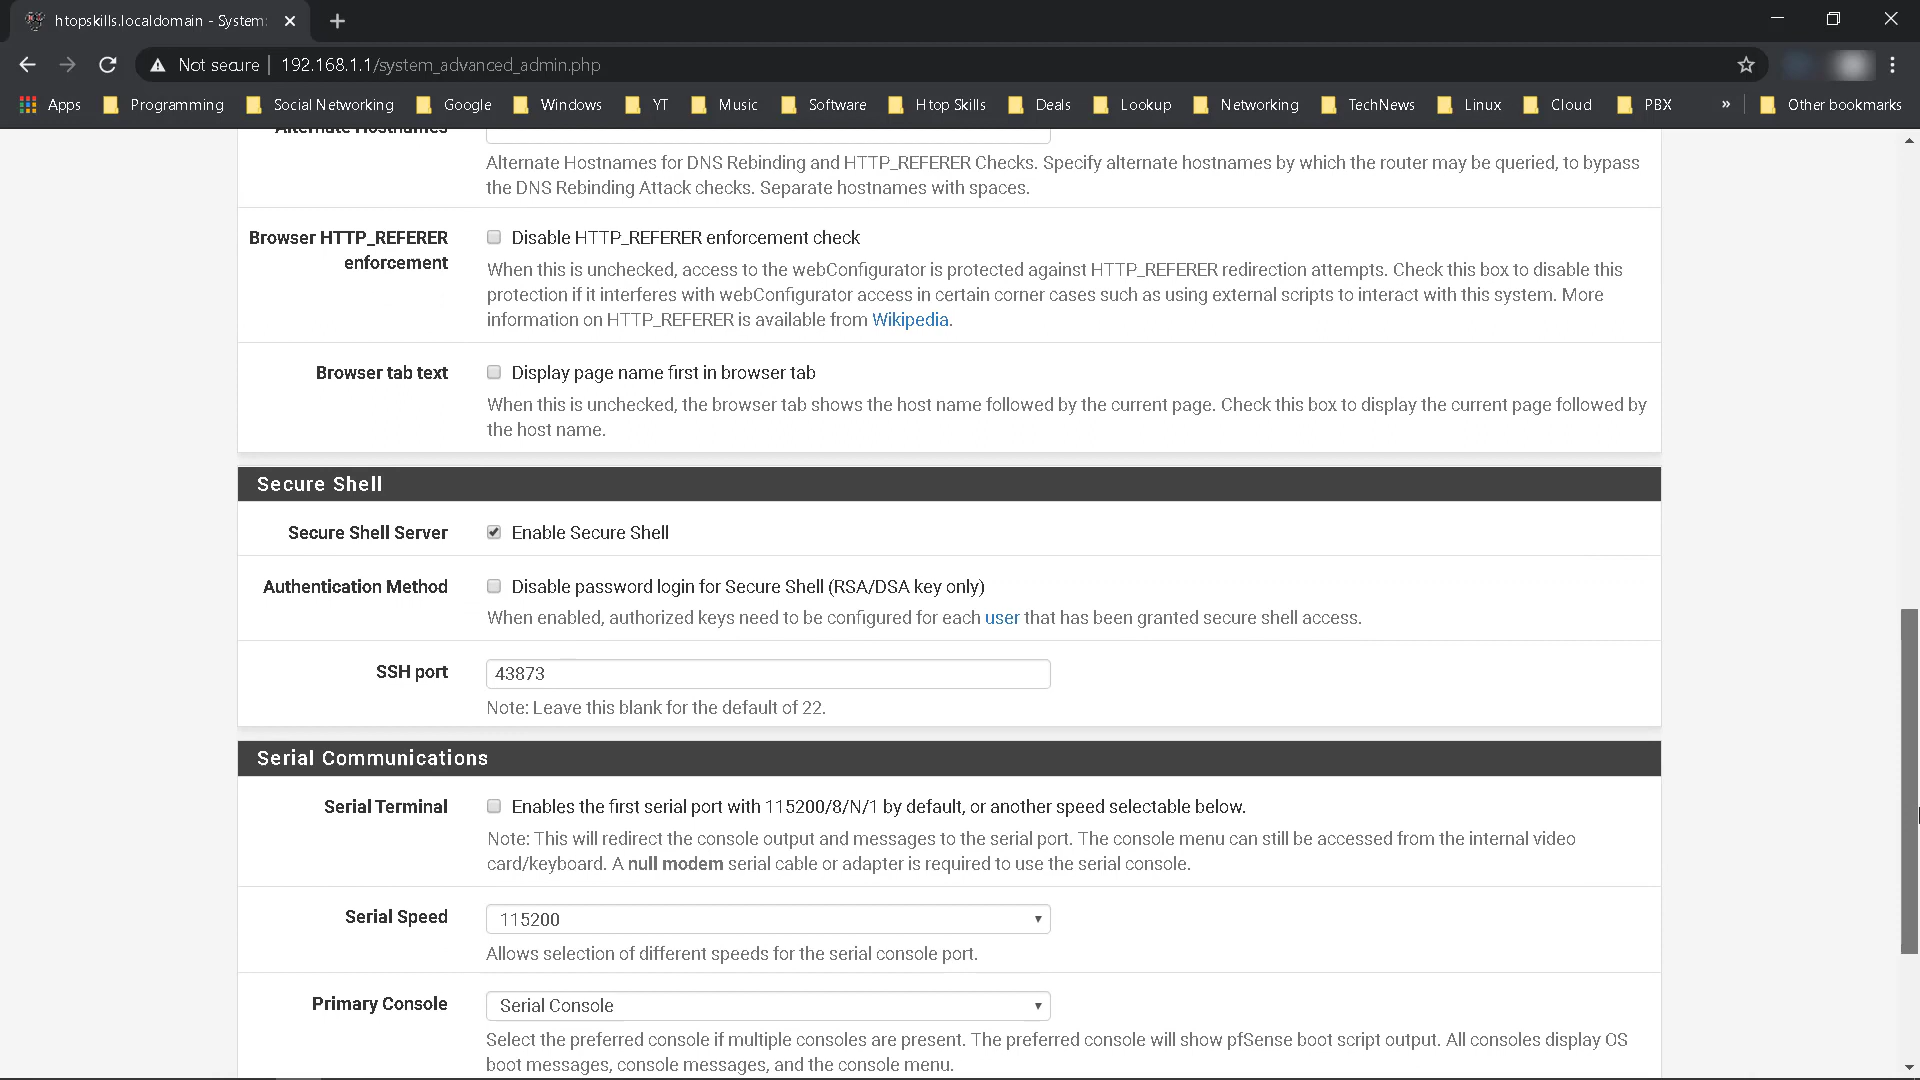 htopskills.localdomain - System:
Not secure
192.168.1.1/system_advanced_admin.php
Apps
Programming
Social Networking
Google
Windows
YT
Music
Software
Htop Skills
Deals
Lookup
Networking
TechNews
Linux
Cloud
PBX
»
Other bookmarks
Alternate Hostnames
Alternate Hostnames for DNS Rebinding and HTTP_REFERER Checks. Specify alternate hostnames by which the router may be queried, to bypass
the DNS Rebinding Attack checks. Separate hostnames with spaces.
Browser HTTP_REFERER
enforcement
Disable HTTP_REFERER enforcement check
When this is unchecked, access to the webConfigurator is protected against HTTP_REFERER redirection attempts. Check this box to disable this
protection if it interferes with webConfigurator access in certain corner cases such as using external scripts to interact with this system. More
information on HTTP_REFERER is available from Wikipedia.
Browser tab text
Display page name first in browser tab
When this is unchecked, the browser tab shows the host name followed by the current page. Check this box to display the current page followed by
the host name.
Secure Shell
Secure Shell Server
Enable Secure Shell
Authentication Method
Disable password login for Secure Shell (RSA/DSA key only)
When enabled, authorized keys need to be configured for each user that has been granted secure shell access.
SSH port
43873
Note: Leave this blank for the default of 22.
Serial Communications
Serial Terminal
Enables the first serial port with 115200/8/N/1 by default, or another speed selectable below.
Note: This will redirect the console output and messages to the serial port. The console menu can still be accessed from the internal video
card/keyboard. A null modem serial cable or adapter is required to use the serial console.
Serial Speed
115200
Allows selection of different speeds for the serial console port.
Primary Console
Serial Console
Select the preferred console if multiple consoles are present. The preferred console will show pfSense boot script output. All consoles display OS
boot messages, console messages, and the console menu.